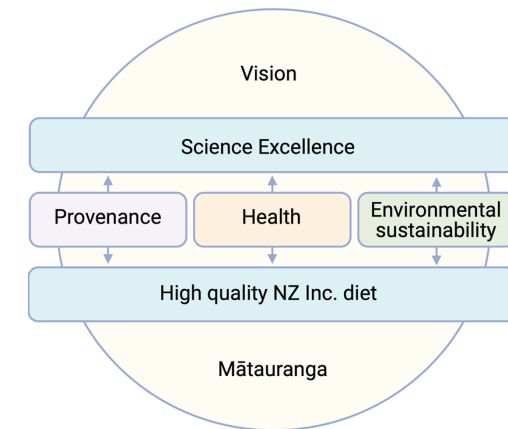 Vision
Science Excellence
Provenance
Health
Environmental
sustainability
High quality NZ Inc. diet
Mātauranga